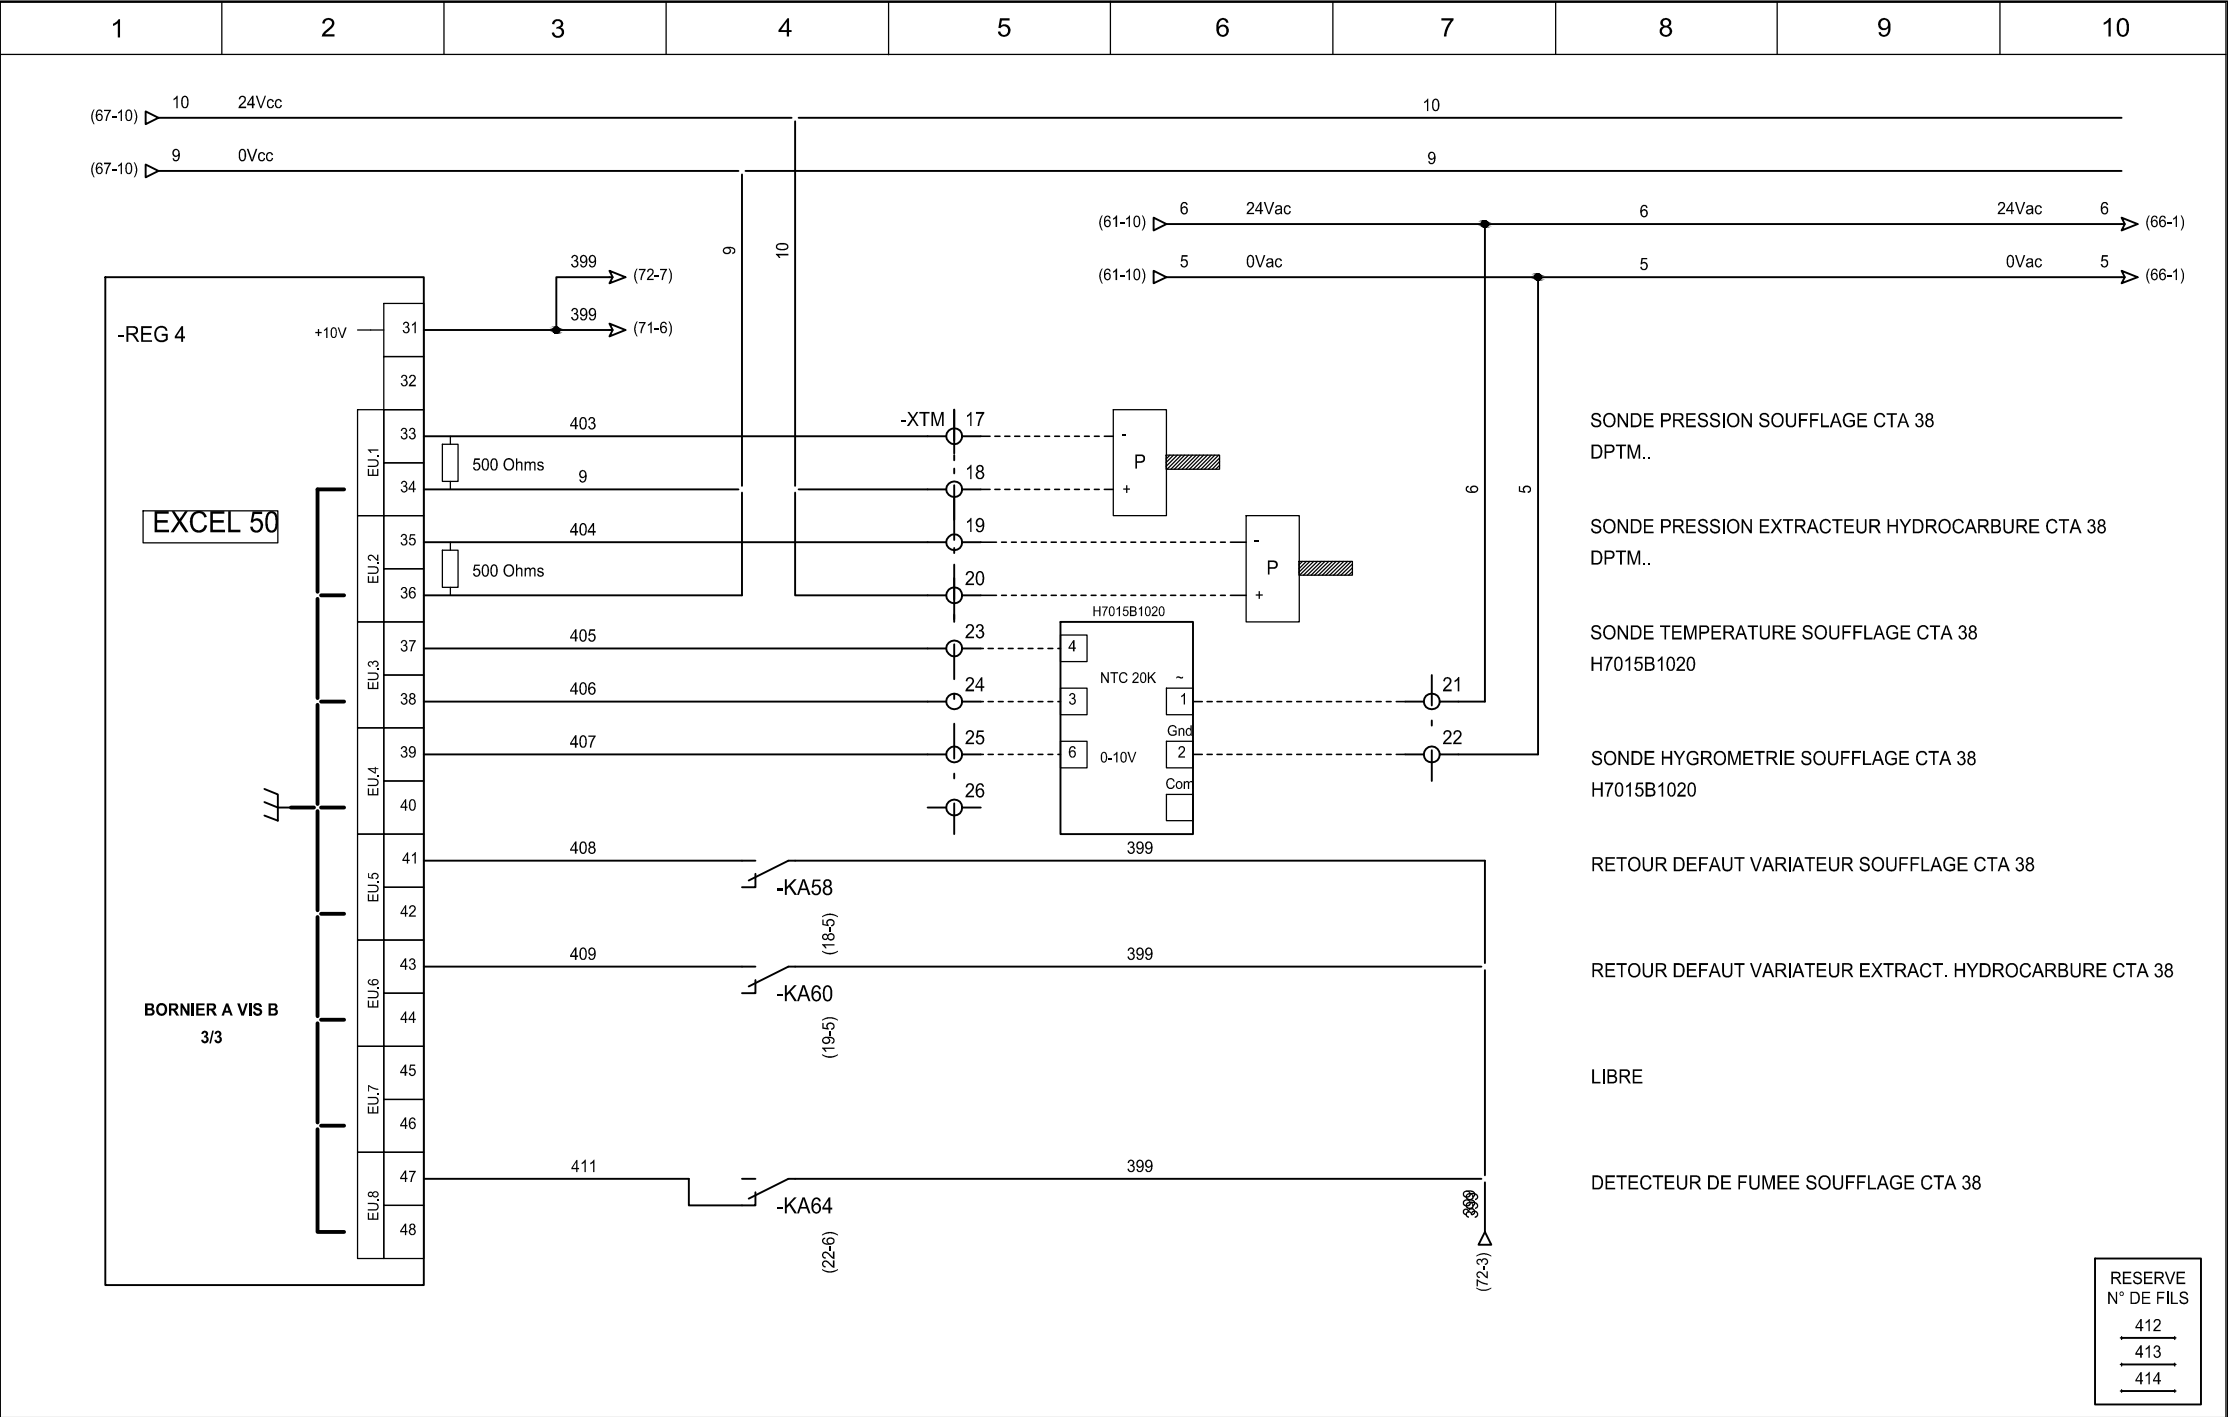 1 2 3 4 5 6 7 8 9 10
(67-10) 10 24Vcc 10
(67-10) 9 0Vcc 9
(61-10) 6 24Vac 6 24Vac 6 (66-1)
(61-10) 5 0Vac 5 0Vac 5 (66-1)
9 10
399 (72-7)
-REG 4 +10V 31 399 (71-6)
32
EU.1 33 403 -XTM 17 - SONDE PRESSION SOUFFLAGE CTA 38
500 Ohms P DPTM..
34 9 18 + 6 5
EXCEL 50
EU.2 35 404 19 - SONDE PRESSION EXTRACTEUR HYDROCARBURE CTA 38
500 Ohms P DPTM..
36 20 +
H7015B1020
EU.3 37 405 23 4 SONDE TEMPERATURE SOUFFLAGE CTA 38
NTC 20K ~ H7015B1020
38 406 24 3 1 21
Gnd
EU.4 39 407 25 6 0-10V 2 22 SONDE HYGROMETRIE SOUFFLAGE CTA 38
Com H7015B1020
40 26
EU.5 41 408 399 RETOUR DEFAUT VARIATEUR SOUFFLAGE CTA 38
-KA58
42 (18-5)
EU.6 43 409 399 RETOUR DEFAUT VARIATEUR EXTRACT. HYDROCARBURE CTA 38
-KA60
BORNIER A VIS B
3/3
44 (19-5)
EU.7 45 LIBRE
46
EU.8 47 411 399 DETECTEUR DE FUMEE SOUFFLAGE CTA 38
-KA64 399 399
48 (22-6) (72-3)
RESERVE
N° DE FILS
412
413
414